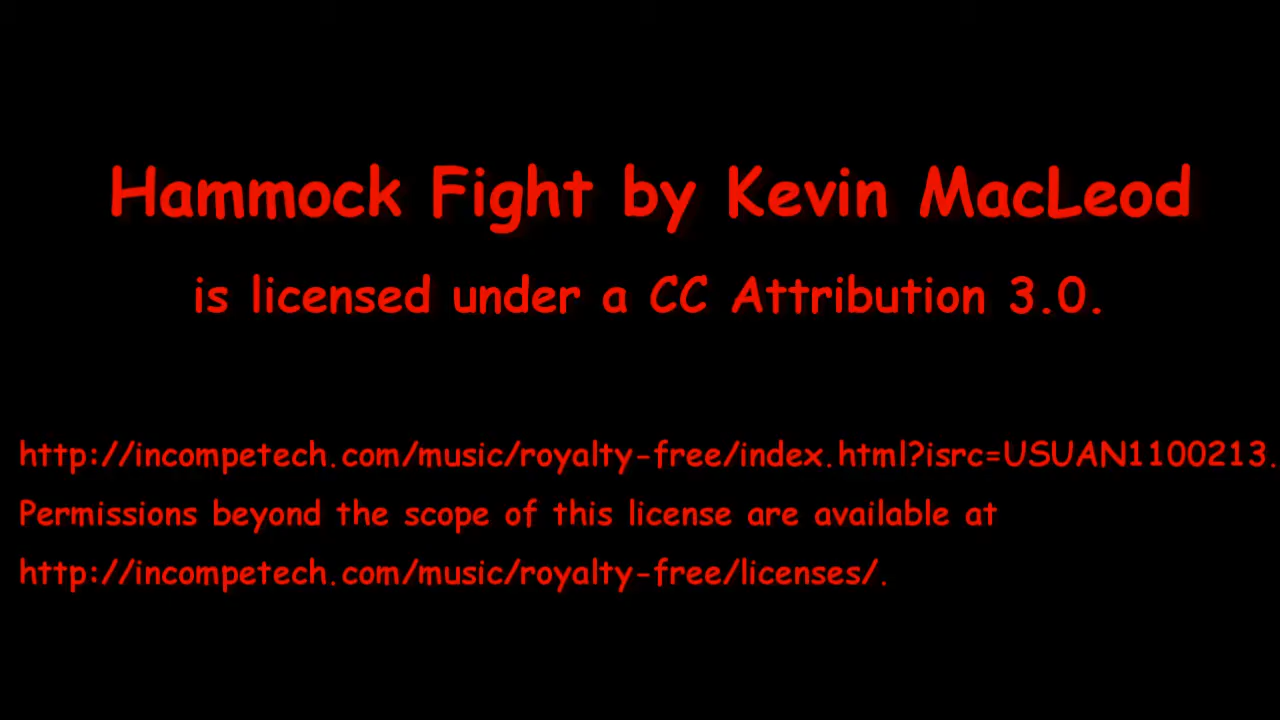 Hammock Fight by Kevin MacLeod
is licensed under a CC Attribution 3.0.
http://incompetech.com/music/royalty-free/index.html?isrc=USUAN1100213.
Permissions beyond the scope of this license are available at
http://incompetech.com/music/royalty-free/licenses/.